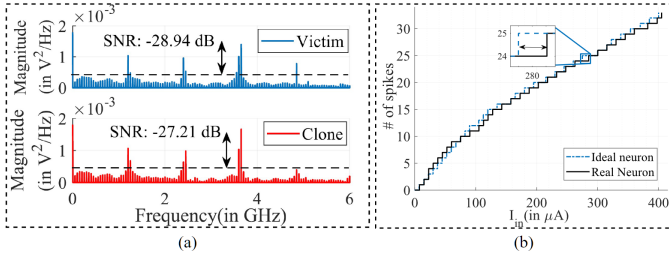 (a)
×10⁻³
Magnitude
(in V²/Hz)
2
1
0
SNR: -28.94 dB
Victim
×10⁻³
Magnitude
(in V²/Hz)
2
1
0
SNR: -27.21 dB
Clone
0 2 4 6
Frequency(in GHz)
(a)
(b)
# of spikes
30
25
20
15
10
5
0
25
24
280
Ideal neuron
Real Neuron
0 100 200 300 400
I_in(in μA)
(b)